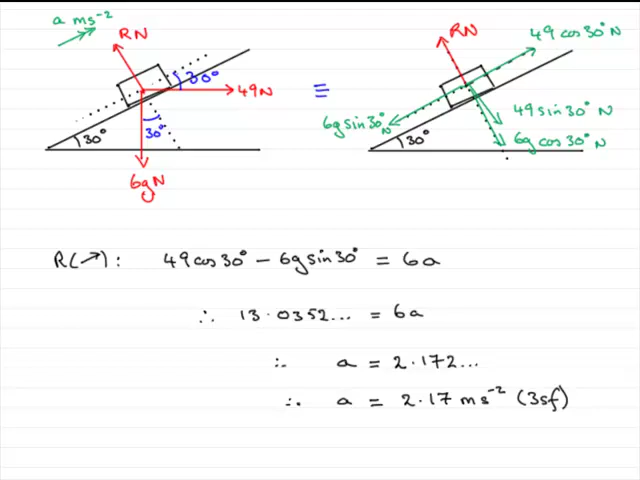 a ms⁻²
RN
30°
49N
30°
30°
6gN
≡
RN
49 cos 30° N
6g sin 30° N
49 sin 30° N
6g cos 30° N
30°
R(↗): 49 cos 30° − 6g sin 30° = 6a
∴ 13.0352... = 6a
∴ a = 2.172...
∴ a = 2.17 ms⁻² (3sf)